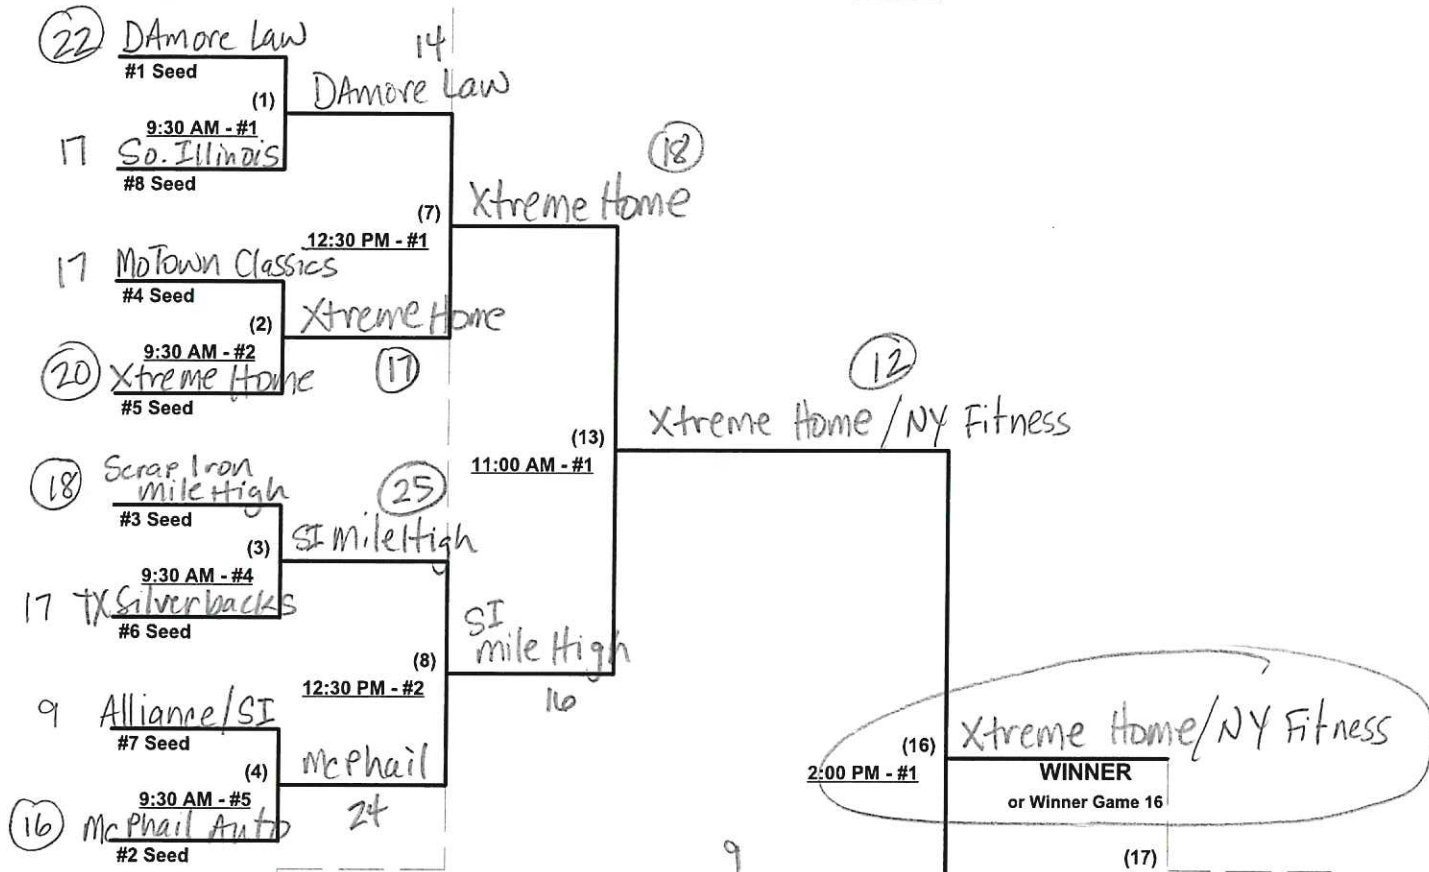 22 DAmore Law
14
#1 Seed
DAmore Law
(1)
9:30 AM - #1
17 So. Illinois
#8 Seed
18
Xtreme Home
(7)
12:30 PM - #1
17 MoTown Classics
#4 Seed
Xtreme Home
(2)
9:30 AM - #2
17
20 Xtreme Home
#5 Seed
12
Xtreme Home / NY Fitness
(13)
11:00 AM - #1
18 Scrap Iron
mile High
25
#3 Seed
SI mile High
(3)
9:30 AM - #4
17 TX Silverbacks
#6 Seed
SI
mile High
(8)
12:30 PM - #2
16
9 Alliance/SI
#7 Seed
McPhail
(4)
9:30 AM - #5
24
16 McPhail Auto
#2 Seed
Xtreme Home/NY Fitness
(16)
2:00 PM - #1
WINNER
or Winner Game 16
9
(17)